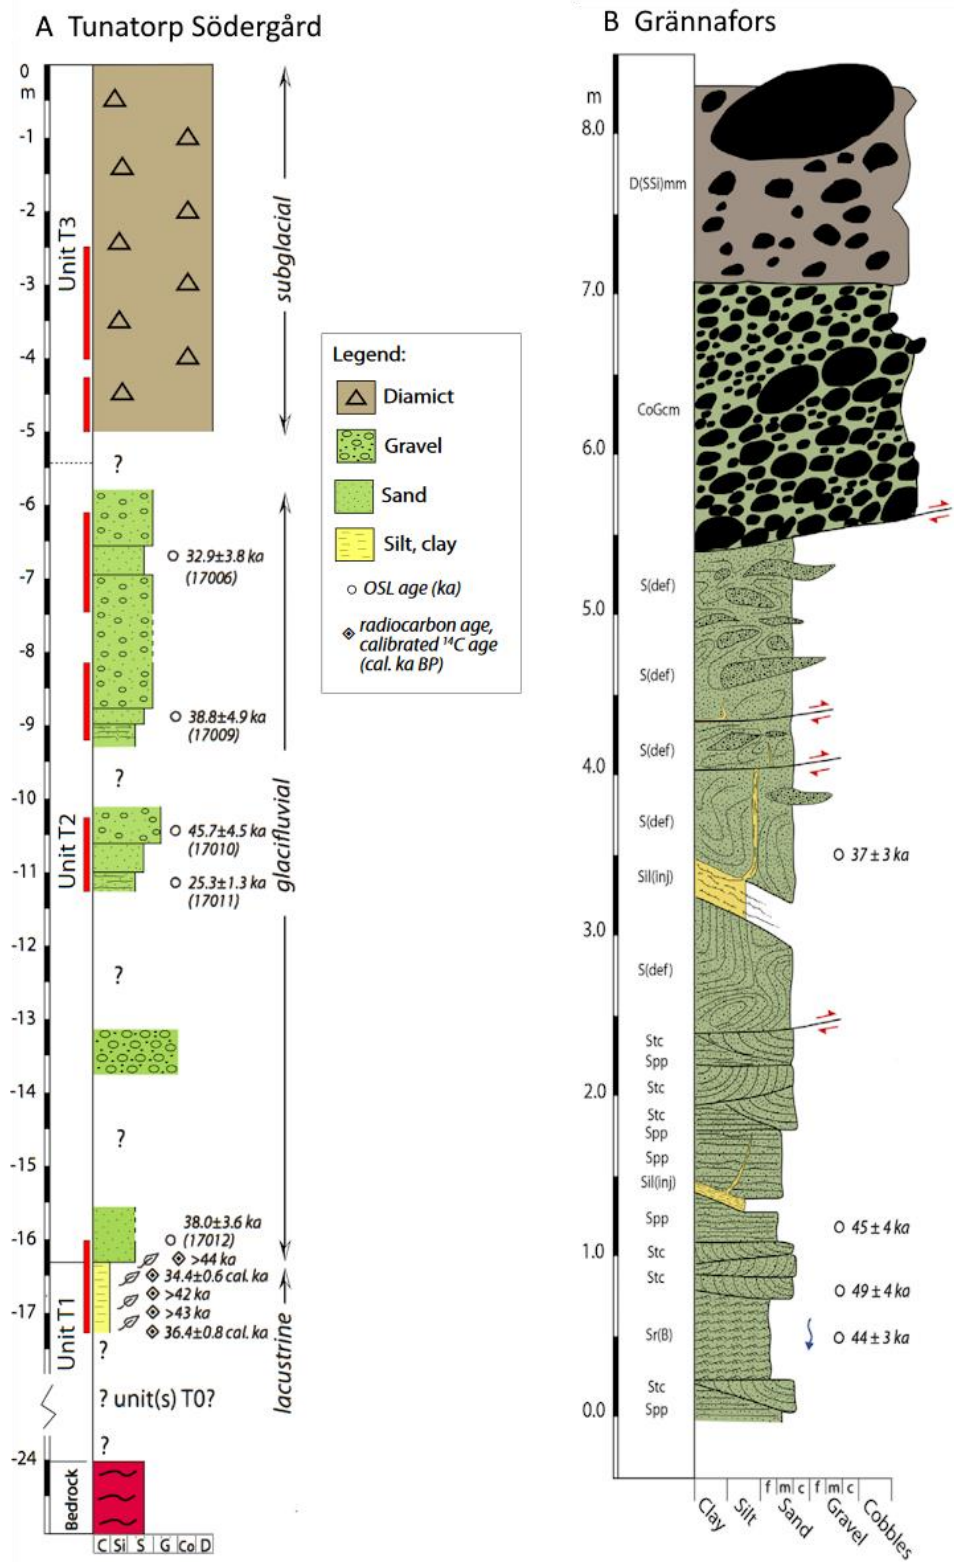 A Tunatorp Södergård
0
m
-1
-2
-3
-4
-5
-6
-7
-8
-9
-10
-11
-12
-13
-14
-15
-16
-17
-24
Unit T3
Unit T2
Unit T1
Bedrock
?
?
?
?
?
? unit(s) T0?
?
32.9±3.8 ka
(17006)
38.8±4.9 ka
(17009)
45.7±4.5 ka
(17010)
25.3±1.3 ka
(17011)
38.0±3.6 ka
(17012)
>44 ka
34.4±0.6 cal. ka
>42 ka
>43 ka
36.4±0.8 cal. ka
subglacial
glacifluvial
lacustrine
C Si S G Co D
Legend:
Diamict
Gravel
Sand
Silt, clay
OSL age (ka)
radiocarbon age,
calibrated ¹⁴C age
(cal. ka BP)
B Grännafors
m
8.0
7.0
6.0
5.0
4.0
3.0
2.0
1.0
0.0
D(SSi)mm
CoGcm
S(def)
S(def)
S(def)
S(def)
Sil(inj)
S(def)
Stc
Spp
Stc
Stc
Spp
Spp
Sil(inj)
Spp
Stc
Stc
Sr(B)
Stc
Spp
37±3 ka
45±4 ka
49±4 ka
44±3 ka
f m c f m c
Clay
Silt
Sand
Gravel
Cobbles